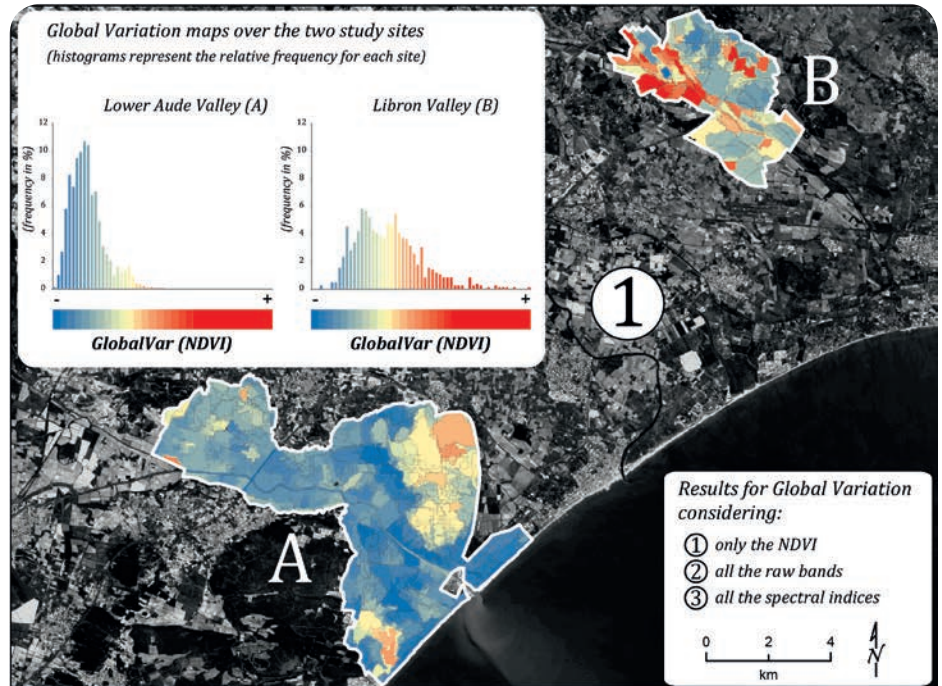 Global Variation maps over the two study sites
(histograms represent the relative frequency for each site)
Lower Aude Valley (A)
(frequency in %)
12
10
8
6
4
2
0
-
+
GlobalVar (NDVI)
Libron Valley (B)
12
10
8
6
4
2
0
-
+
GlobalVar (NDVI)
B
1
A
Results for Global Variation
considering:
1 only the NDVI
2 all the raw bands
3 all the spectral indices
0 2 4
km
N